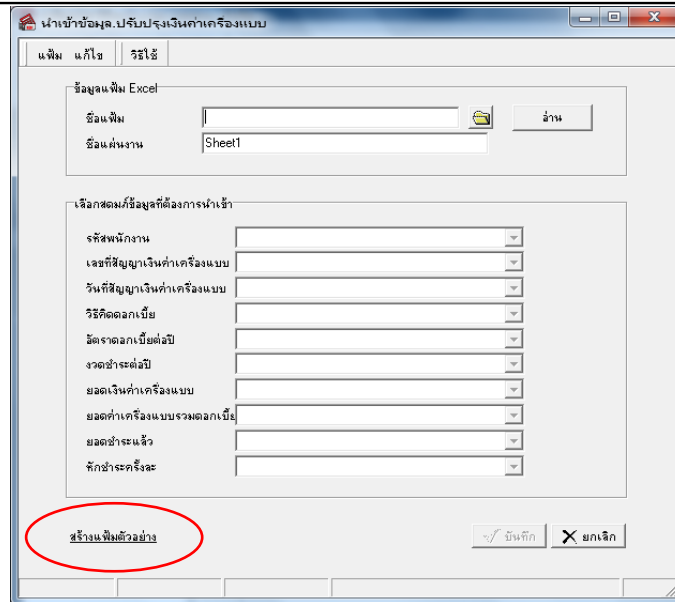 นำเข้าข้อมูล.ปรับปรุงเงินค่าเครื่องแบบ
แฟ้ม แก้ไข วิธีใช้
ข้อมูลแฟ้ม Excel
ชื่อแฟ้ม อ่าน
ชื่อแผ่นงาน Sheet1
เลือกสดมภ์ข้อมูลที่ต้องการนำเข้า
รหัสพนักงาน
เลขที่สัญญาเงินค่าเครื่องแบบ
วันที่สัญญาเงินค่าเครื่องแบบ
วิธีคิดดอกเบี้ย
อัตราดอกเบี้ยต่อปี
งวดชำระต่อปี
ยอดเงินค่าเครื่องแบบ
ยอดค่าเครื่องแบบรวมดอกเบี้ย
ยอดชำระแล้ว
หักชำระครั้งละ
สร้างแฟ้มตัวอย่าง บันทึก ยกเลิก